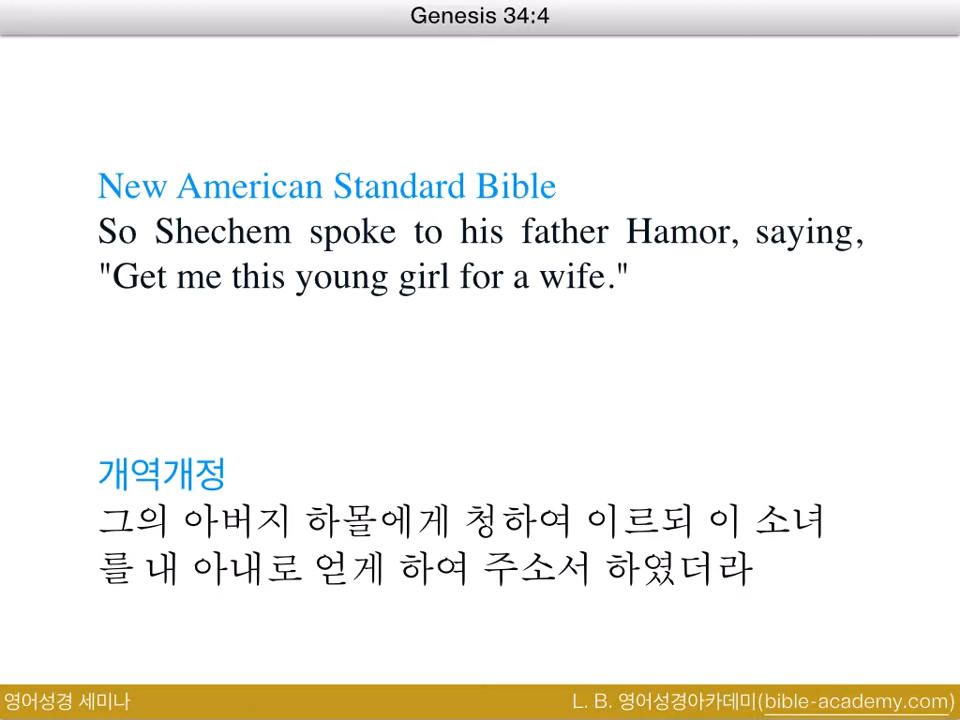 Genesis 34:4
New American Standard Bible
So Shechem spoke to his father Hamor, saying,
"Get me this young girl for a wife."
개역개정
그의 아버지 하몰에게 청하여 이르되 이 소녀
를 내 아내로 얻게 하여 주소서 하였더라
영어성경 세미나
L. B. 영어성경아카데미(bible-academy.com)